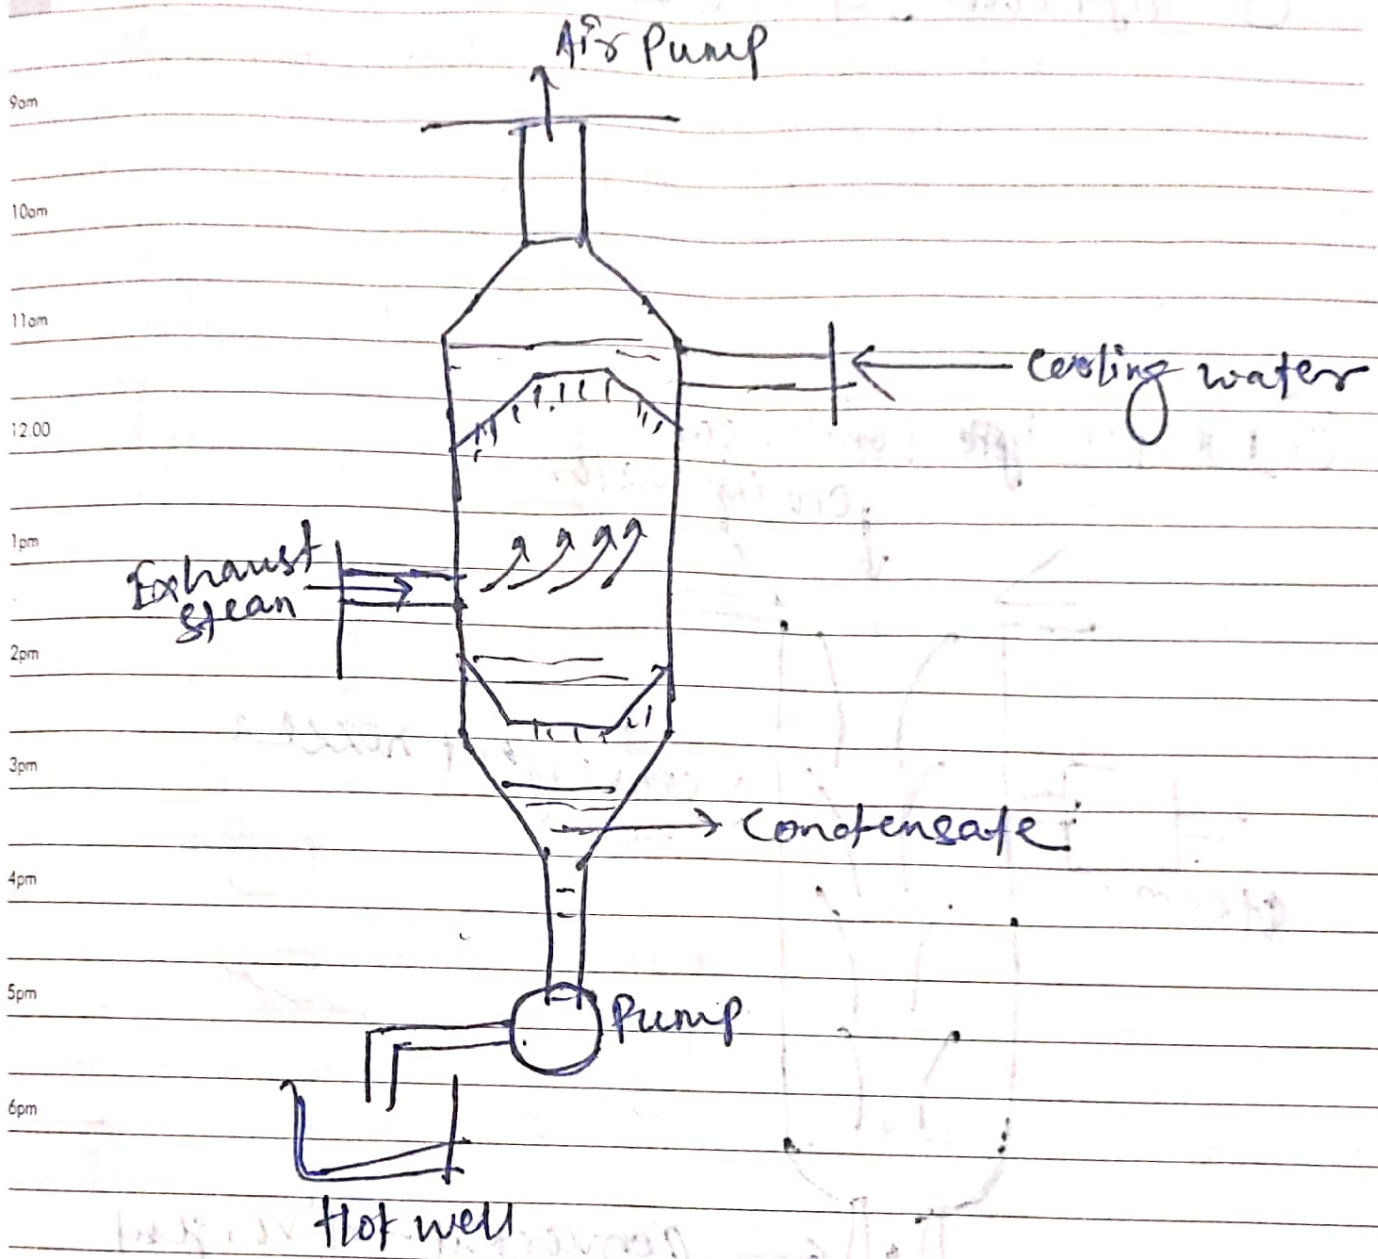 Air Pump
9am
10am
11am
Cooling water
12.00
1pm
Exhaust
stean
2pm
3pm
Condensate
4pm
5pm
Pump
6pm
Hot well